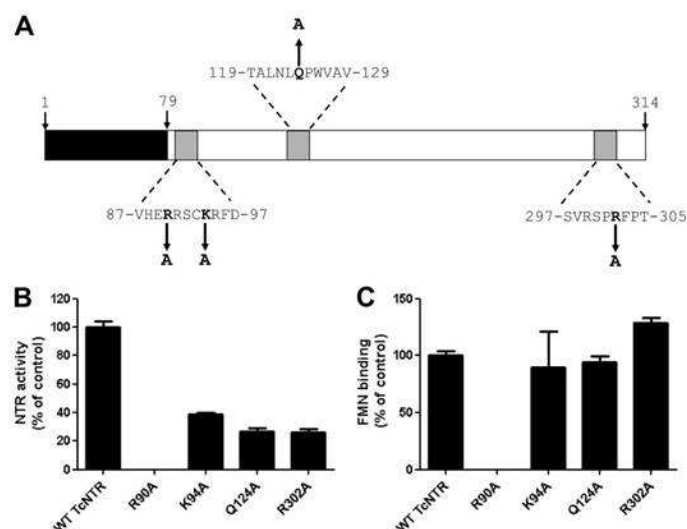 A
A
119-TALNLQPWVAV-129
1 79 314
87-VHERRSCKRFD-97
297-SVRSPRFPT-305
A A A
B
NTR activity
(% of control)
120
100
80
60
40
20
0
WT TcNTR
R90A
K94A
Q124A
R302A
C
FMN binding
(% of control)
150
100
50
0
WT TcNTR
R90A
K94A
Q124A
R302A